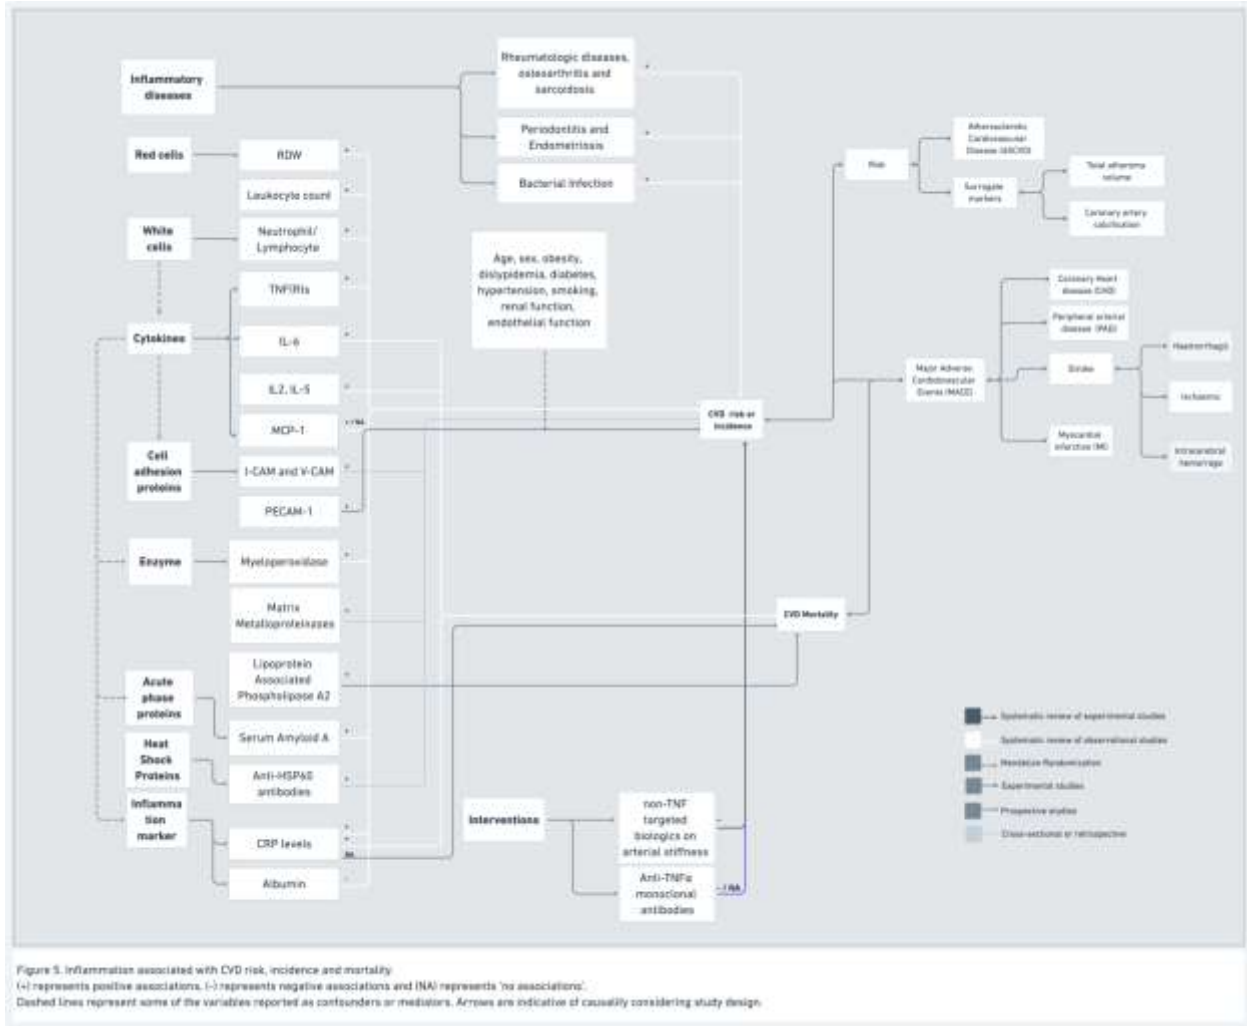 Inflammatory
diseases
Rheumatologic diseases,
osteoarthritis and
sarcoidosis
Periodontitis and
Endometriosis
Bacterial Infection
Red cells
RDW
Leukocyte count
White
cells
Neutrophil/
Lymphocyte
Cytokines
TNF(R)s
IL-6
IL2, IL-5
MCP-1
+ / NA
Cell
adhesion
proteins
I-CAM and V-CAM
PECAM-1
Enzyme
Myeloperoxidase
Matrix
Metalloproteinases
Lipoprotein
Associated
Phospholipase A2
Acute
phase
proteins
Serum Amyloid A
Heat
Shock
Proteins
Anti-HSP60
antibodies
Inflamma
tion
marker
CRP levels
NA
Albumin
Age, sex, obesity,
dislypidemia, diabetes,
hypertension, smoking,
renal function,
endothelial function
CVD risk or
incidence
CVD Mortality
Interventions
non-TNF
targeted
biologics on
arterial stiffness
Anti-TNFα
monoclonal
antibodies
- / NA
Risk
Atherosclerotic
Cardiovascular
Disease (ASCVD)
Surrogate
markers
Total atheroma
volume
Coronary artery
calcification
Major Adverse
Cardiovascular
Events (MACE)
Coronary Heart
disease (CHD)
Peripheral arterial
disease (PAD)
Stroke
Myocardial
infarction (MI)
Haemorrhagic
Ischaemic
Intracerebral
hemorrage
Systematic review of experimental studies
Systematic review of observational studies
Mendelian Randomisation
Experimental studies
Prospective studies
Cross-sectional or retrospective
Figure 5. Inflammation associated with CVD risk, incidence and mortality.
(+) represents positive associations, (-) represents negative associations and (NA) represents 'no associations'.
Dashed lines represent some of the variables reported as confounders or mediators. Arrows are indicative of causality considering study design.